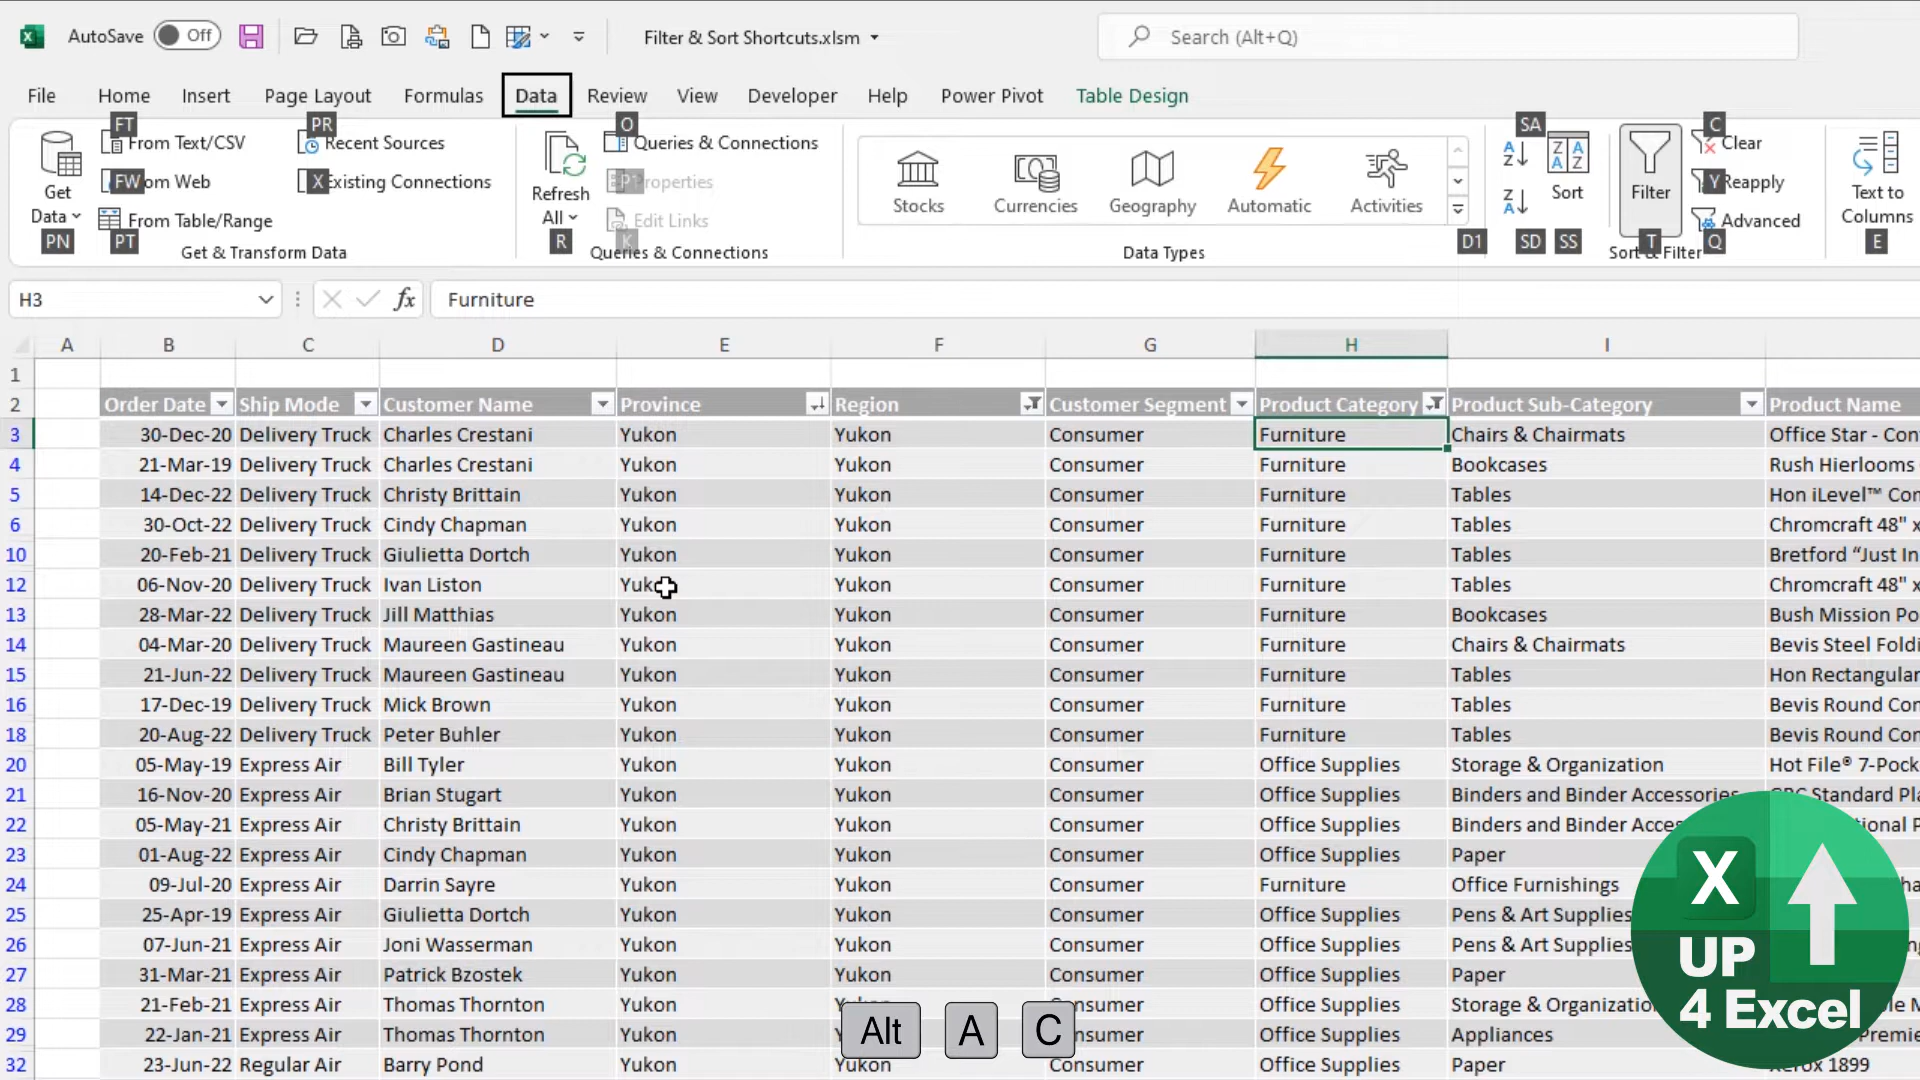 AutoSave Off Filter & Sort Shortcuts.xlsm Search (Alt+Q)
File Home Insert Page Layout Formulas Data Review View Developer Help Power Pivot Table Design
FT PR O SA C
From Text/CSV Recent Sources Queries & Connections Clear
FW om Web X Existing Connections Properties Y Reapply
Get Data Refresh All Stocks Currencies Geography Automatic Activities Sort Filter Text to Columns
From Table/Range Edit Links Advanced
PN PT R K D1 SD SS T Q E
Get & Transform Data Queries & Connections Data Types Sort & Filter
H3 fx Furniture
A B C D E F G H I
1
2 Order Date Ship Mode Customer Name Province Region Customer Segment Product Category Product Sub-Category Product Name
3 30-Dec-20 Delivery Truck Charles Crestani Yukon Yukon Consumer Furniture Chairs & Chairmats Office Star - Con
4 21-Mar-19 Delivery Truck Charles Crestani Yukon Yukon Consumer Furniture Bookcases Rush Hierlooms
5 14-Dec-22 Delivery Truck Christy Brittain Yukon Yukon Consumer Furniture Tables Hon iLevel™ Con
6 30-Oct-22 Delivery Truck Cindy Chapman Yukon Yukon Consumer Furniture Tables Chromcraft 48" x
10 20-Feb-21 Delivery Truck Giulietta Dortch Yukon Yukon Consumer Furniture Tables Bretford “Just In
12 06-Nov-20 Delivery Truck Ivan Liston Yukon Yukon Consumer Furniture Tables Chromcraft 48" x
13 28-Mar-22 Delivery Truck Jill Matthias Yukon Yukon Consumer Furniture Bookcases Bush Mission Po
14 04-Mar-20 Delivery Truck Maureen Gastineau Yukon Yukon Consumer Furniture Chairs & Chairmats Bevis Steel Foldi
15 21-Jun-22 Delivery Truck Maureen Gastineau Yukon Yukon Consumer Furniture Tables Hon Rectangular
16 17-Dec-19 Delivery Truck Mick Brown Yukon Yukon Consumer Furniture Tables Bevis Round Con
18 20-Aug-22 Delivery Truck Peter Buhler Yukon Yukon Consumer Furniture Tables Bevis Round Con
20 05-May-19 Express Air Bill Tyler Yukon Yukon Consumer Office Supplies Storage & Organization Hot File® 7-Pock
21 16-Nov-20 Express Air Brian Stugart Yukon Yukon Consumer Office Supplies Binders and Binder Accessories GBC Standard Pla
22 05-May-21 Express Air Christy Brittain Yukon Yukon Consumer Office Supplies Binders and Binder Acces
23 01-Aug-22 Express Air Cindy Chapman Yukon Yukon Consumer Office Supplies Paper
24 09-Jul-20 Express Air Darrin Sayre Yukon Yukon Consumer Furniture Office Furnishings
25 25-Apr-19 Express Air Giulietta Dortch Yukon Yukon Consumer Office Supplies Pens & Art Supplies
26 07-Jun-21 Express Air Joni Wasserman Yukon Yukon Consumer Office Supplies Pens & Art Supplies
27 31-Mar-21 Express Air Patrick Bzostek Yukon Yukon Consumer Office Supplies Paper
28 21-Feb-21 Express Air Thomas Thornton Yukon Yukon Consumer Office Supplies Storage & Organization
29 22-Jan-21 Express Air Thomas Thornton Yukon Yukon Consumer Office Supplies Appliances Premie
32 23-Jun-22 Regular Air Barry Pond Yukon Yukon Consumer Office Supplies Paper Xerox 1899
Alt A C
X
UP
4 Excel